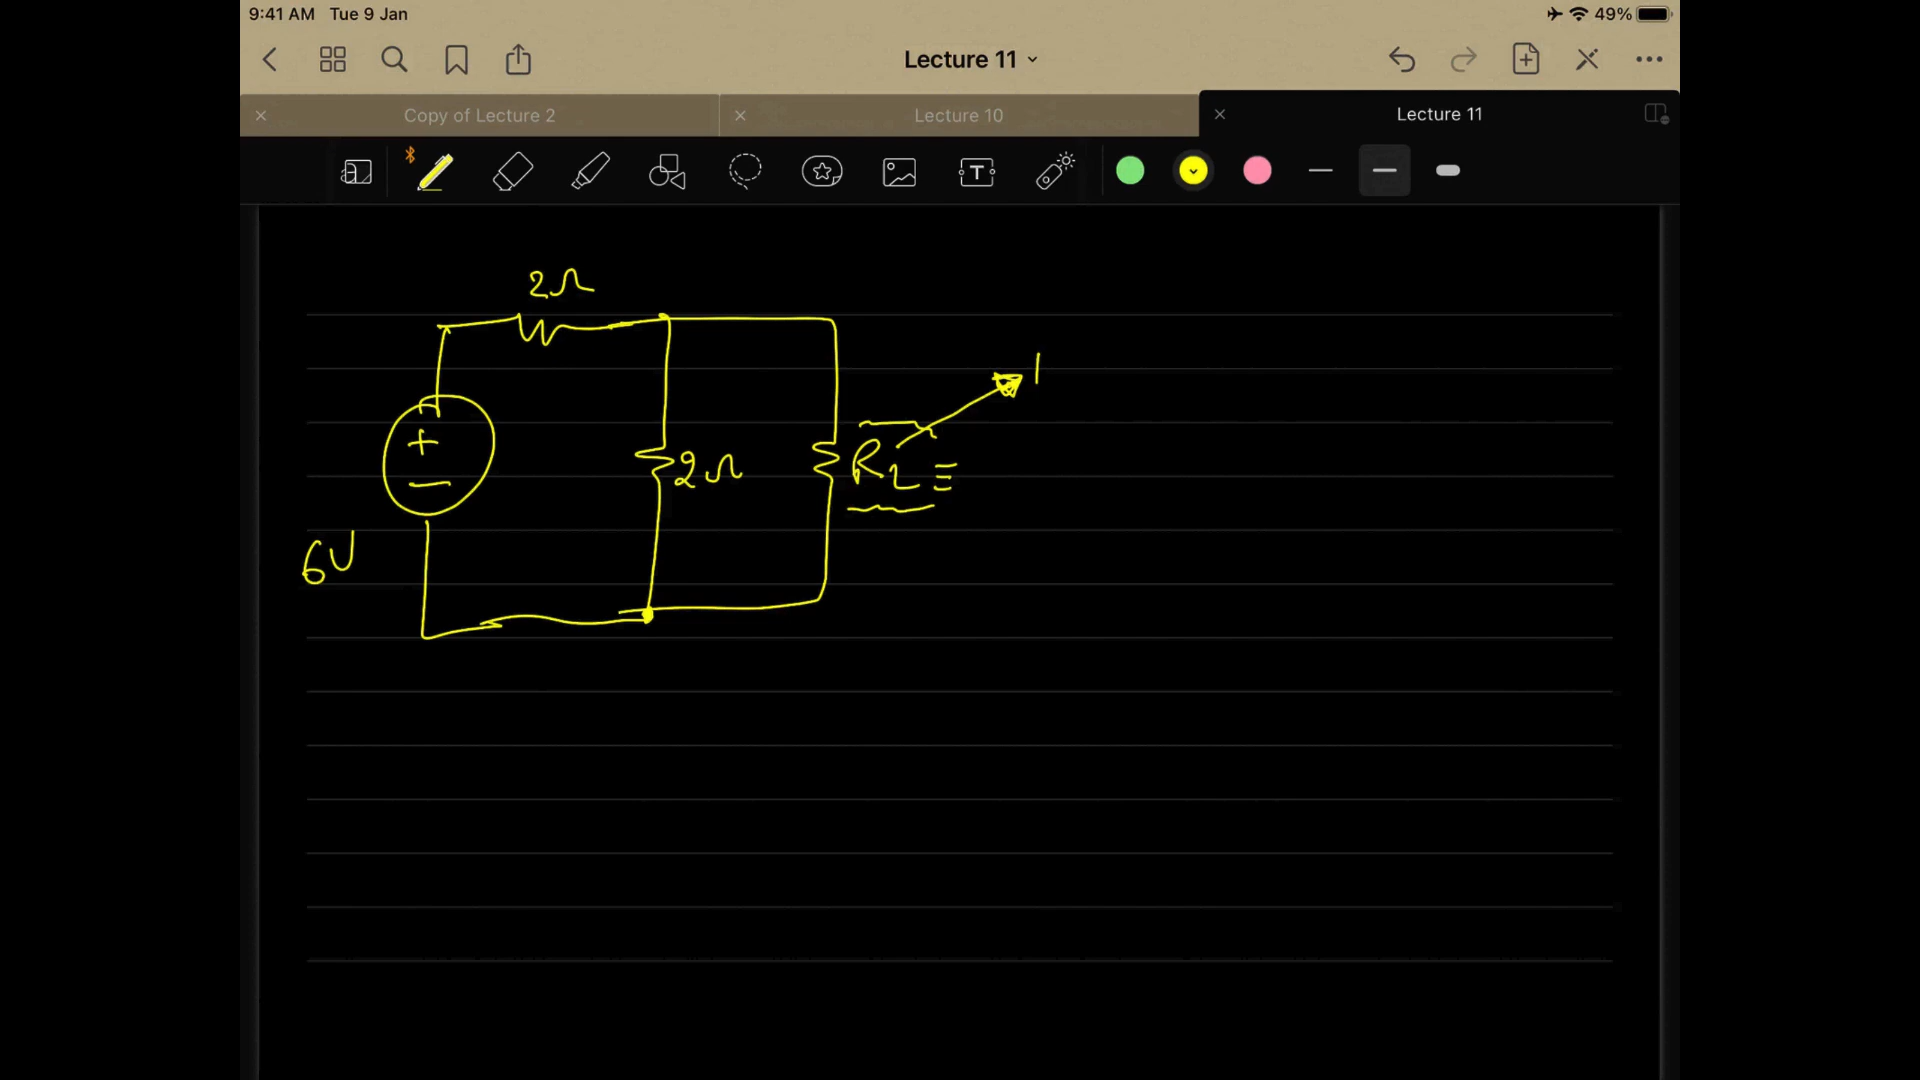 9:41 AM Tue 9 Jan
49%
Lecture 11
Copy of Lecture 2
Lecture 10
Lecture 11
T
2Ω
+
−
2Ω
R2 ≡
1
6V